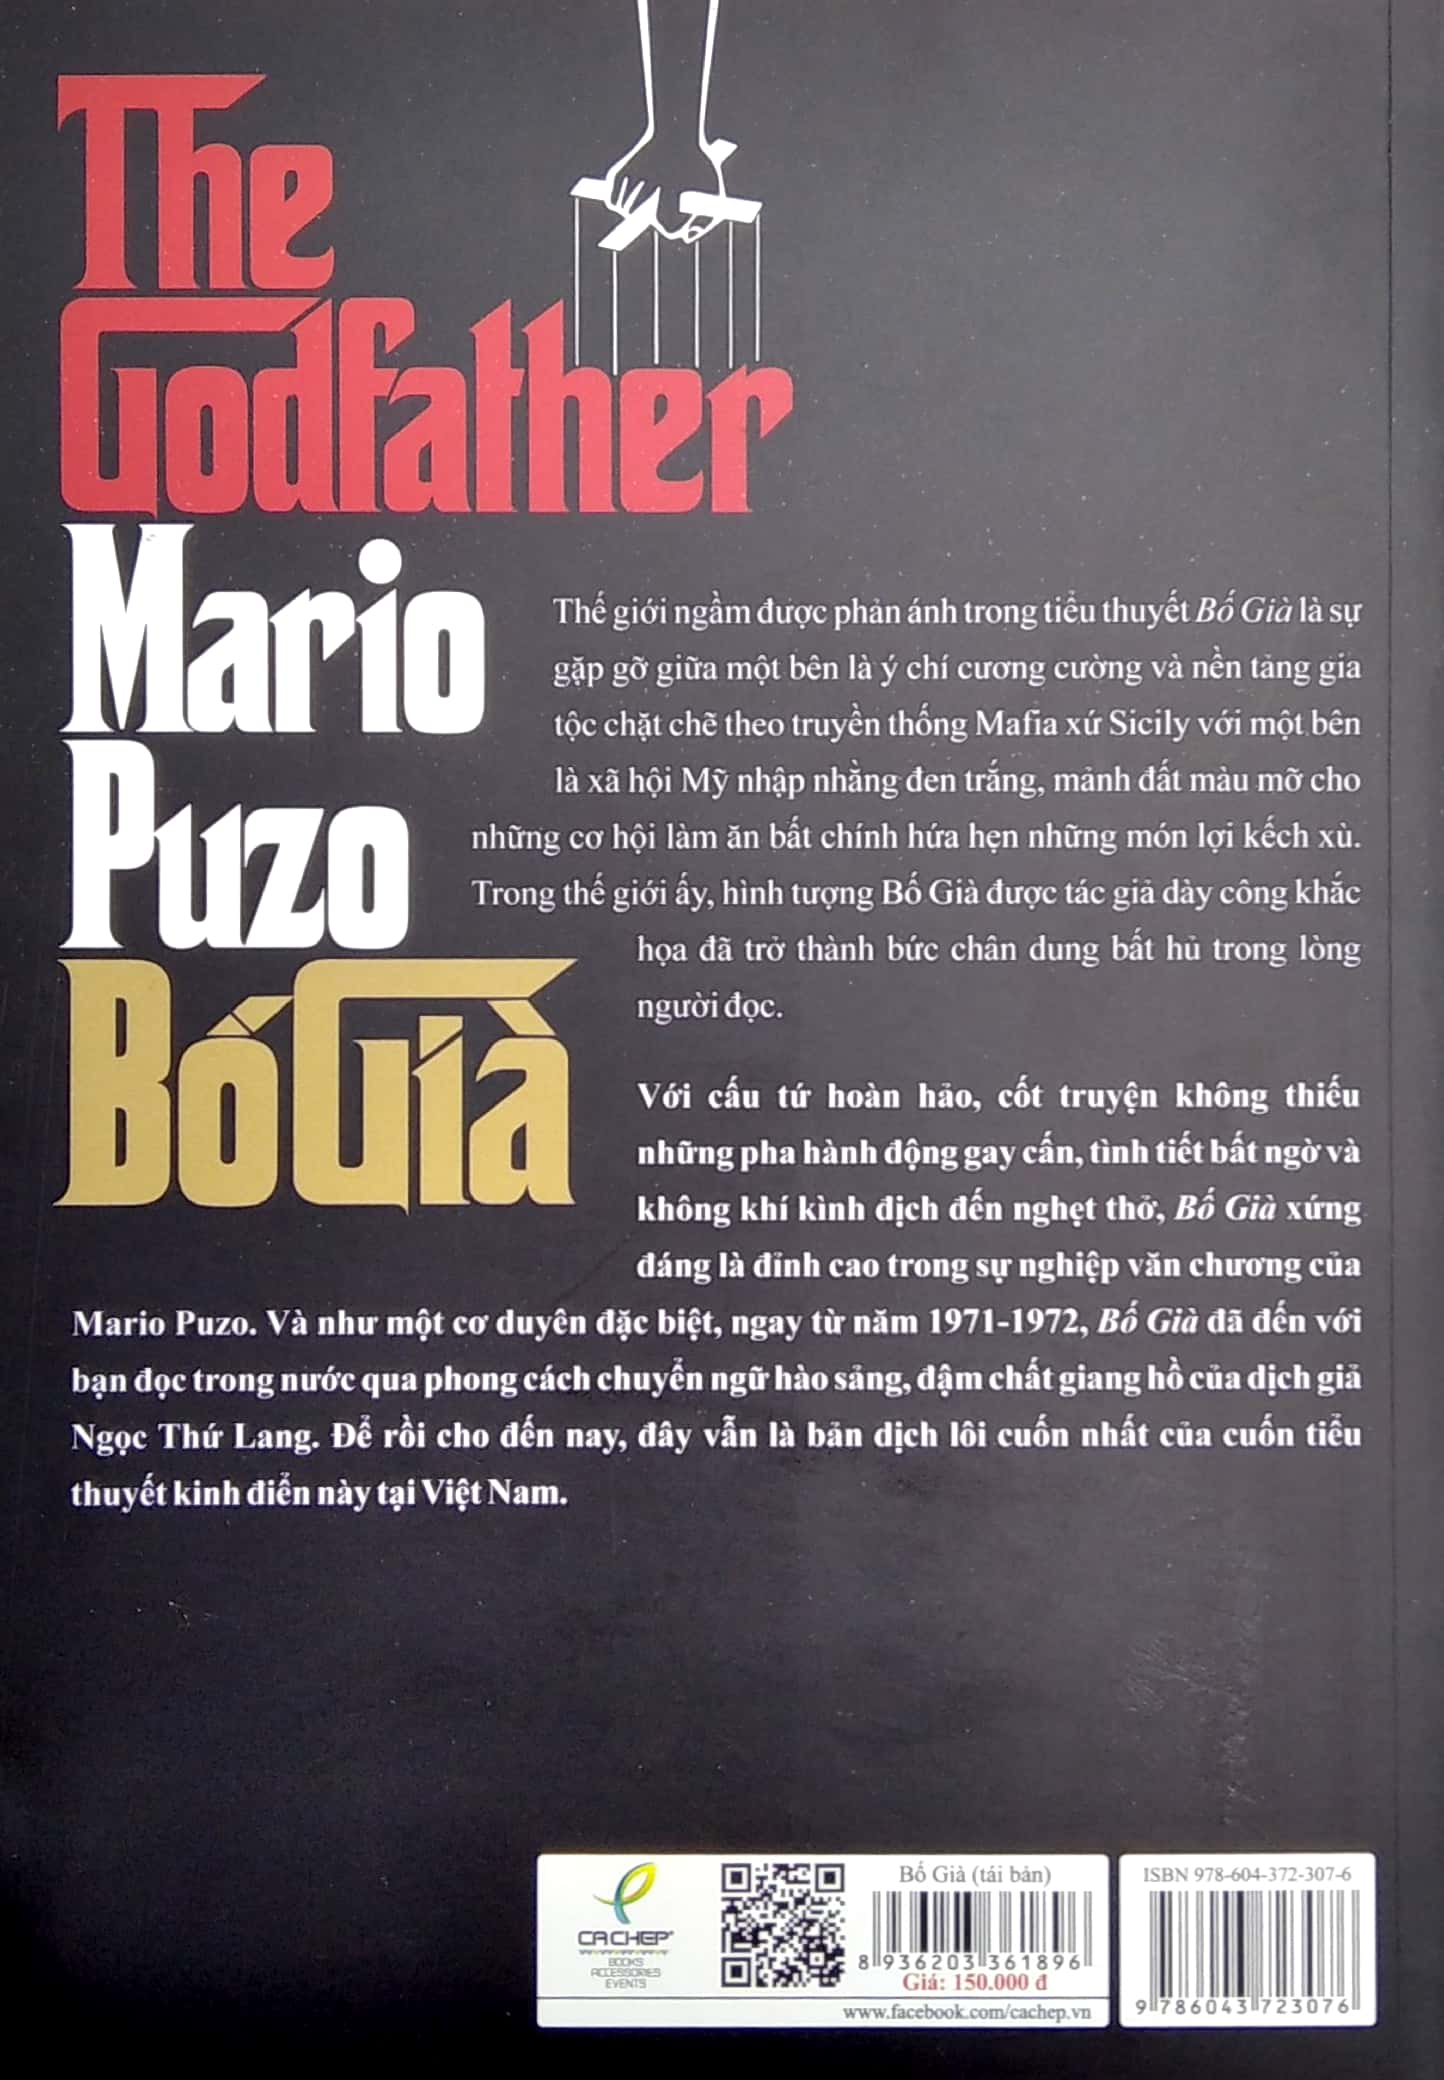 The
Godfather
Mario
Puzo
Bố Già
Thế giới ngầm được phản ánh trong tiểu thuyết Bố Già là sự
gặp gỡ giữa một bên là ý chí cương cường và nền tảng gia
tộc chặt chẽ theo truyền thống Mafia xứ Sicily với một bên
là xã hội Mỹ nhập nhằng đen trắng, mảnh đất màu mỡ cho
những cơ hội làm ăn bất chính hứa hẹn những món lợi kếch xù.
Trong thế giới ấy, hình tượng Bố Già được tác giả dày công khắc
họa đã trở thành bức chân dung bất hủ trong lòng
người đọc.
Với cấu tứ hoàn hảo, cốt truyện không thiếu
những pha hành động gay cấn, tình tiết bất ngờ và
không khí kình địch đến nghẹt thở, Bố Già xứng
đáng là đỉnh cao trong sự nghiệp văn chương của
Mario Puzo. Và như một cơ duyên đặc biệt, ngay từ năm 1971-1972, Bố Già đã đến với
bạn đọc trong nước qua phong cách chuyển ngữ hào sảng, đậm chất giang hồ của dịch giả
Ngọc Thứ Lang. Để rồi cho đến nay, đây vẫn là bản dịch lôi cuốn nhất của cuốn tiểu
thuyết kinh điển này tại Việt Nam.
CACHEP®
BOOKS
ACCESSORIES
EVENTS
Bố Già (tái bản)
8 936203 361896
Giá: 150.000 đ
www.facebook.com/cachep.vn
ISBN 978-604-372-307-6
9 786043 723076